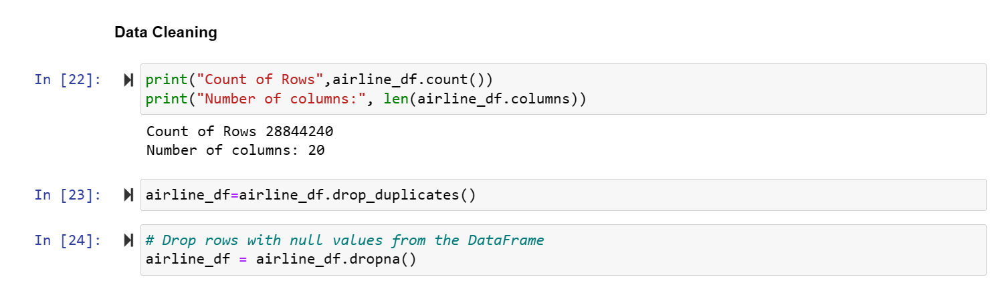 Data Cleaning
In [22]: print("Count of Rows",airline_df.count())
print("Number of columns:", len(airline_df.columns))
Count of Rows 28844240
Number of columns: 20
In [23]: airline_df=airline_df.drop_duplicates()
In [24]: # Drop rows with null values from the DataFrame
airline_df = airline_df.dropna()